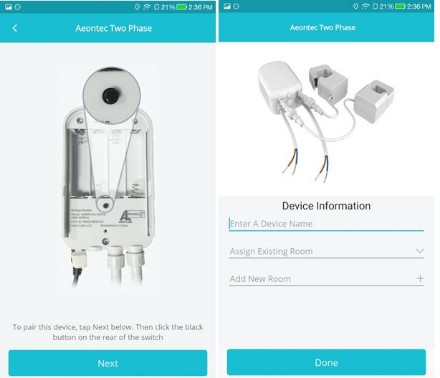 21% 2:36 PM
Aeontec Two Phase
To pair this device, tap Next below. Then click the black
button on the rear of the switch
Next
21% 2:36 PM
Aeontec Two Phase
Device Information
Enter A Device Name
Assign Existing Room
Add New Room
Done